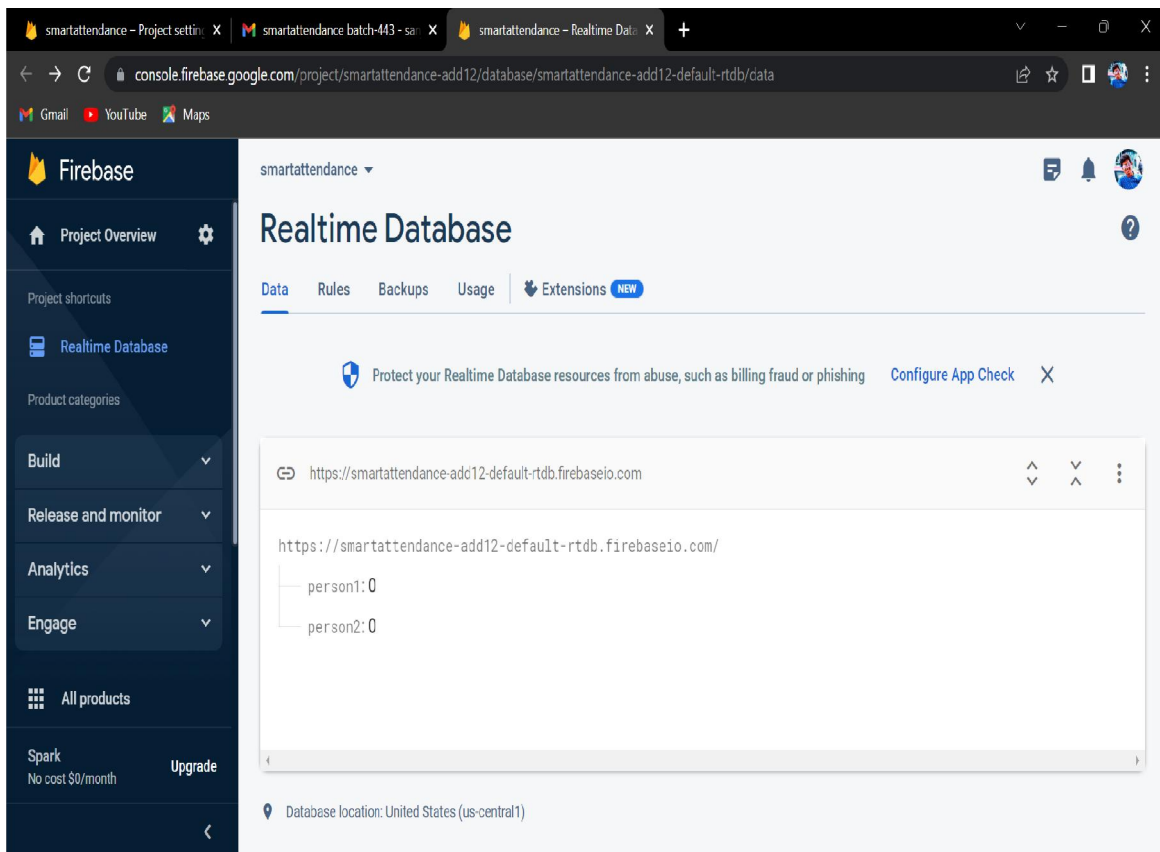 smartattendance – Project setting
smartattendance batch-443 - san
smartattendance – Realtime Data
console.firebase.google.com/project/smartattendance-add12/database/smartattendance-add12-default-rtdb/data
Gmail YouTube Maps
Firebase
smartattendance
Project Overview
Realtime Database
Data Rules Backups Usage Extensions NEW
Project shortcuts
Realtime Database
Protect your Realtime Database resources from abuse, such as billing fraud or phishing Configure App Check
Product categories
Build
Release and monitor
Analytics
Engage
All products
Spark
No cost $0/month
Upgrade
https://smartattendance-add12-default-rtdb.firebaseio.com
https://smartattendance-add12-default-rtdb.firebaseio.com/
person1: 0
person2: 0
Database location: United States (us-central1)